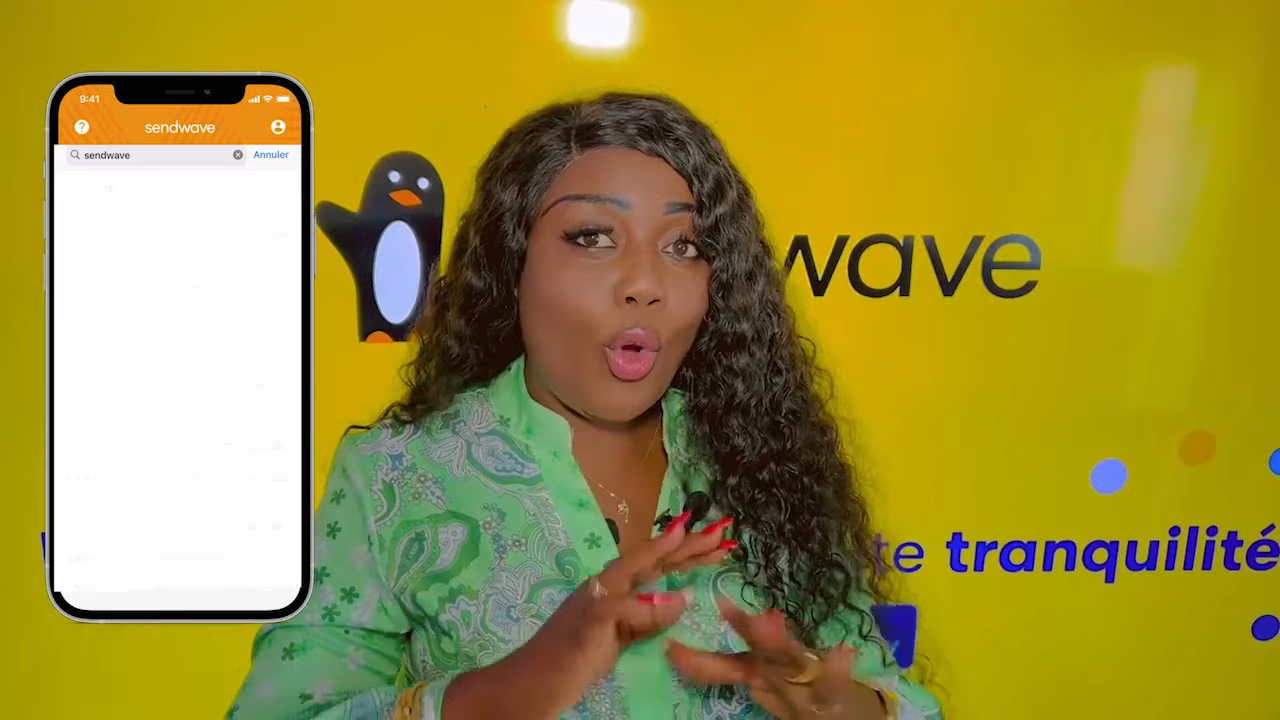 9:41
sendwave
sendwave
Annuler
wave
te tranquilité